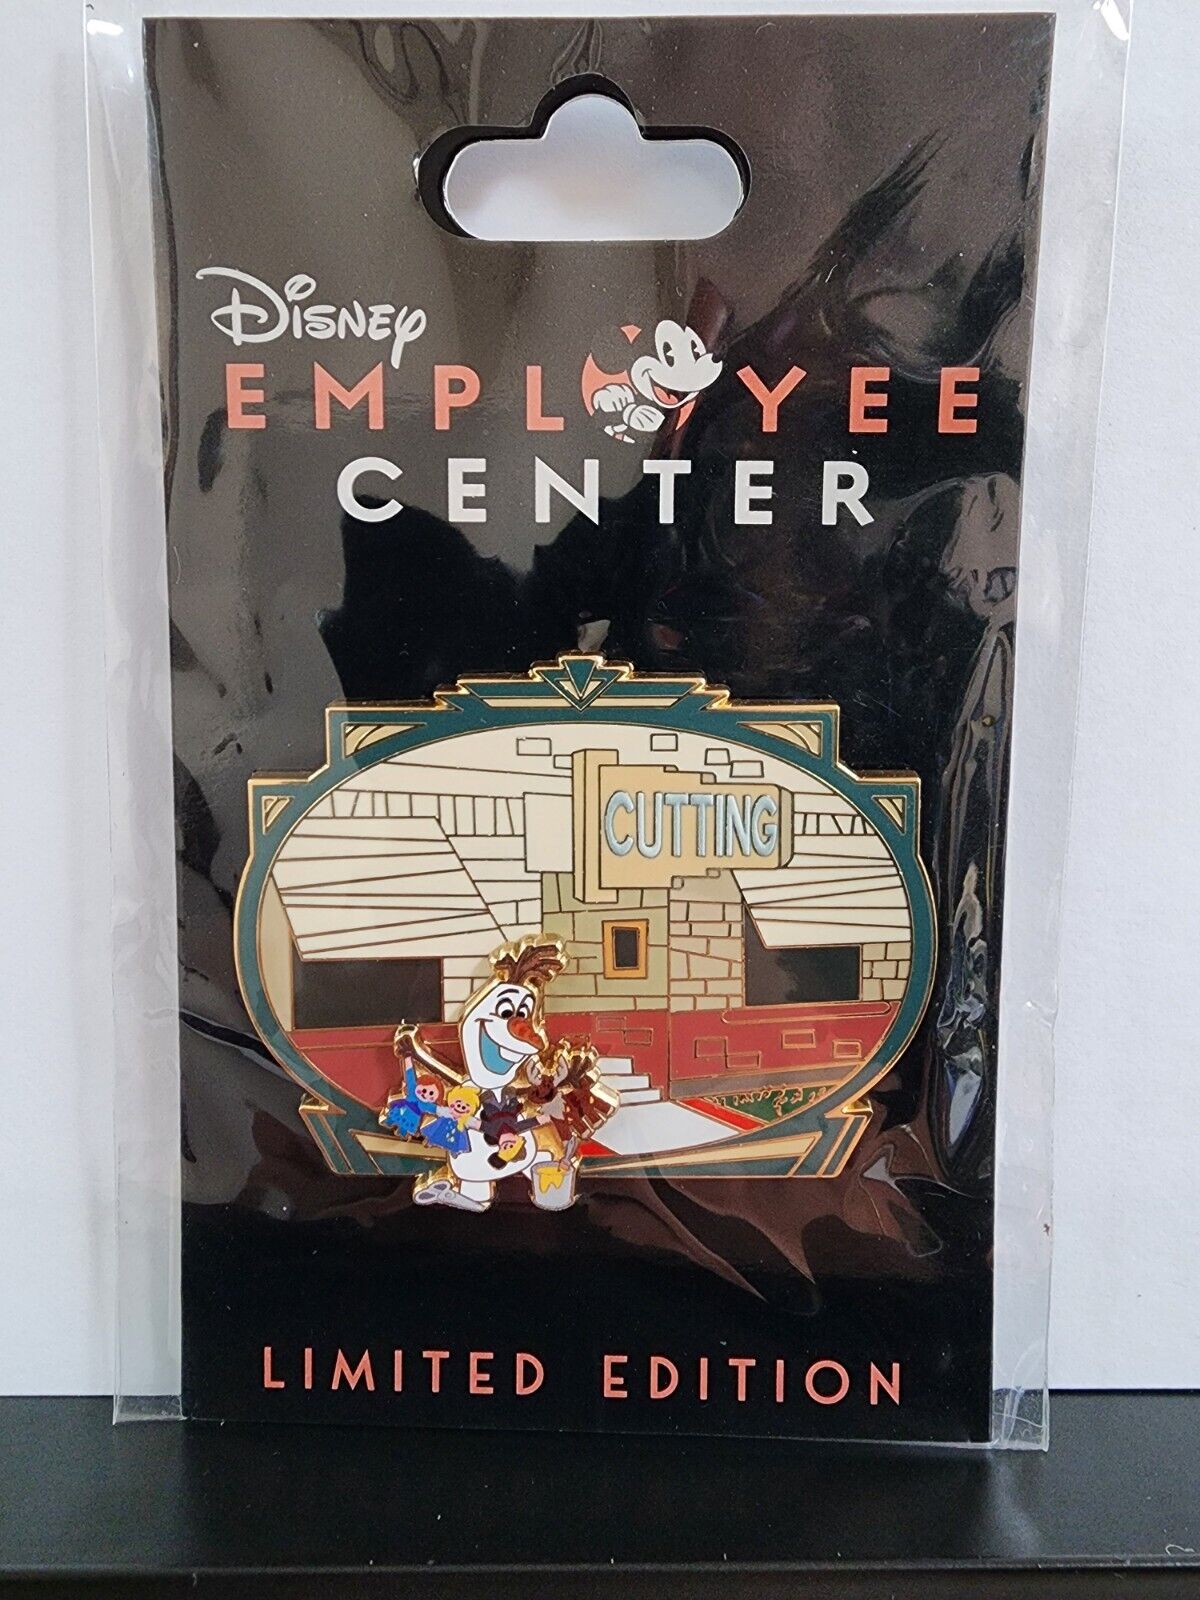 Disney
EMPLOYEE
CENTER
CUTTING
LIMITED EDITION